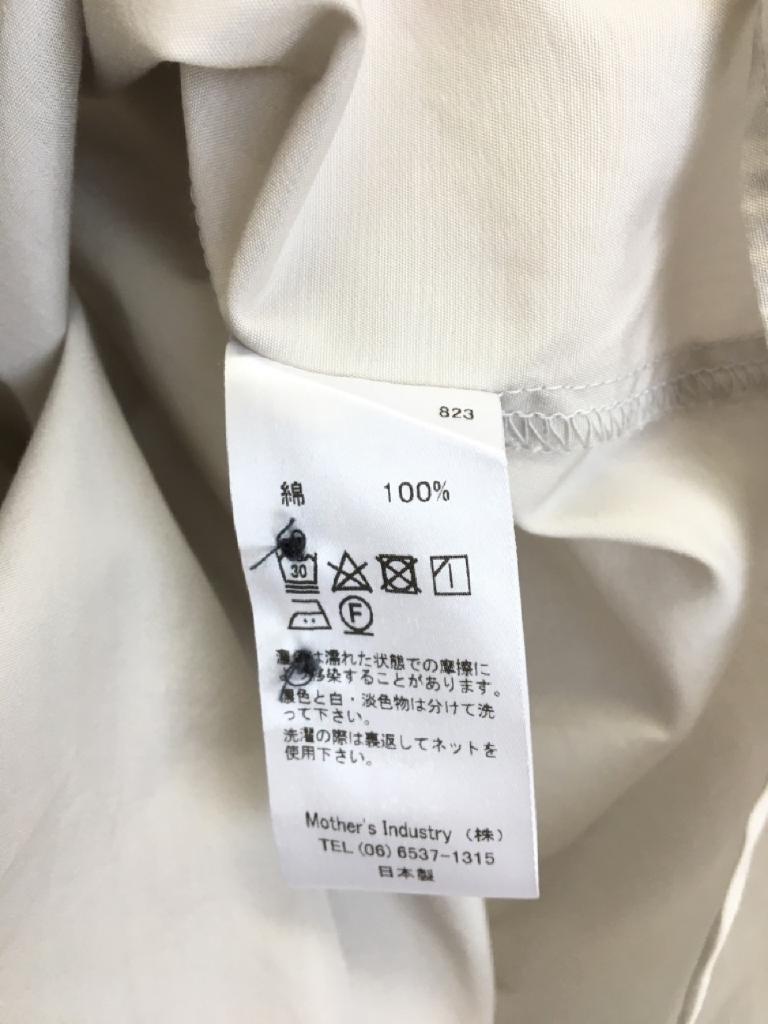 823
綿 100%
30
F
は濡れた状態での摩擦に
移染することがあります。
濃色と白・淡色物は分けて洗
って下さい。
洗濯の際は裏返してネットを
使用下さい。
Mother's Industry (株)
TEL (06) 6537-1315
日本製